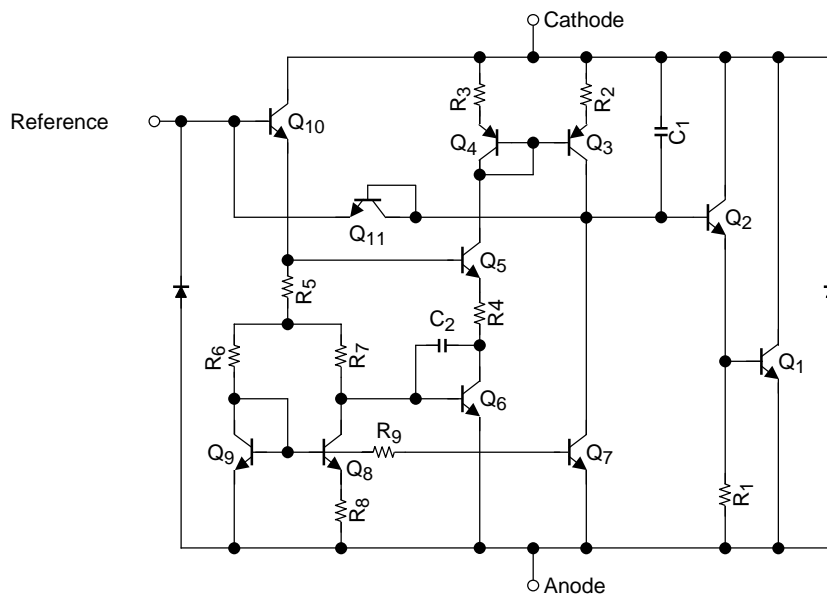 Cathode
R3
R2
C1
Reference
Q10
Q4
Q3
Q11
Q2
Q5
R5
R4
C2
R6
R7
Q1
Q6
R9
Q9
Q8
Q7
R8
R1
Anode